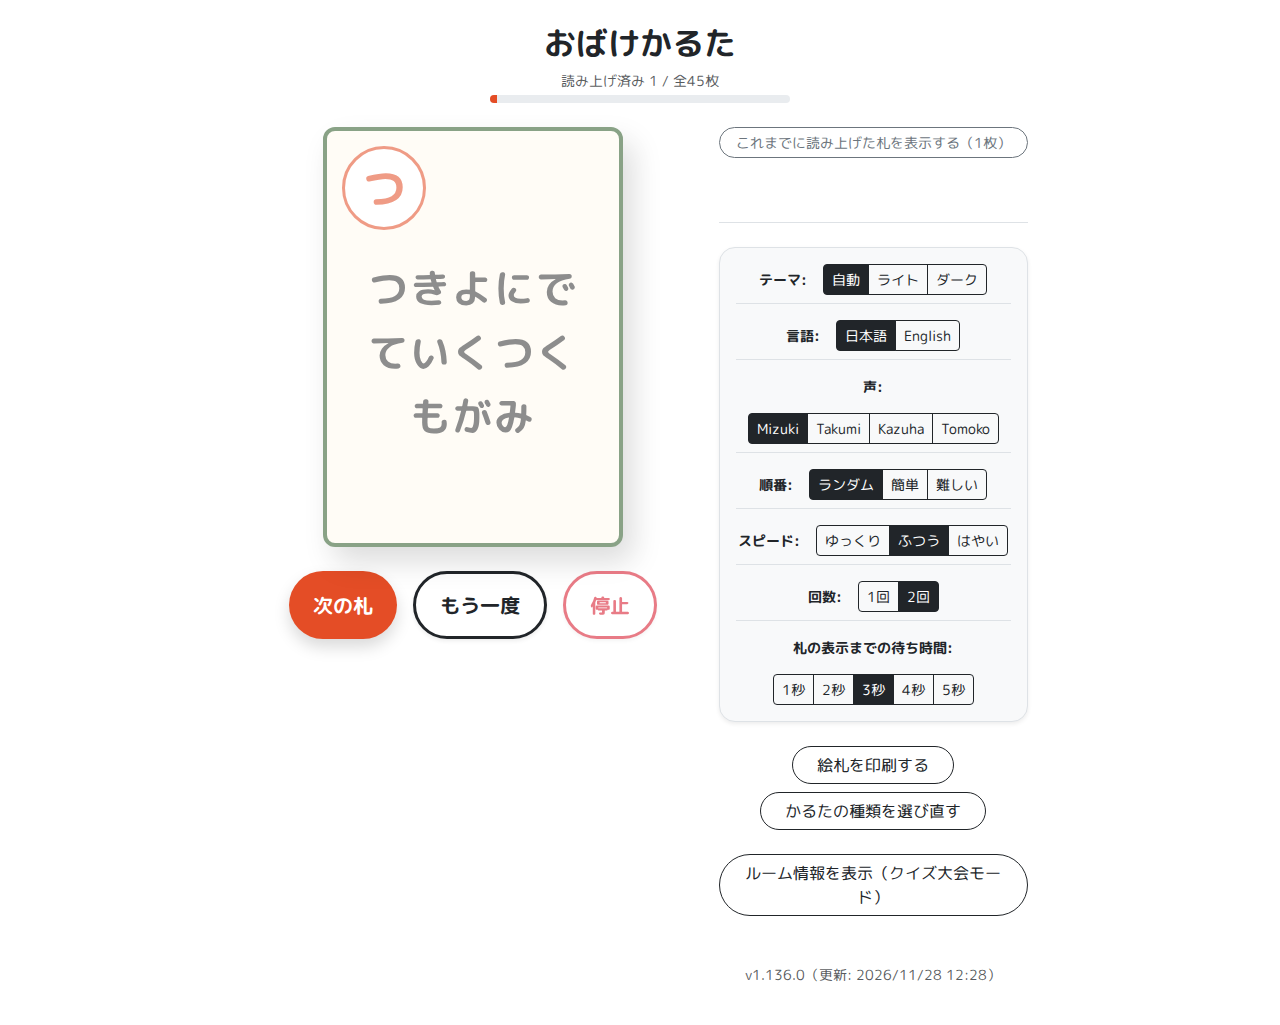 おばけかるた
読み上げ済み 1 / 全45枚
つ
つきよにで
ていくつく
もがみ
次の札
もう一度
停止
これまでに読み上げた札を表示する（1枚）
テーマ: 自動 ライト ダーク
言語: 日本語 English
声:
Mizuki Takumi Kazuha Tomoko
順番: ランダム 簡単 難しい
スピード: ゆっくり ふつう はやい
回数: 1回 2回
札の表示までの待ち時間:
1秒 2秒 3秒 4秒 5秒
絵札を印刷する
かるたの種類を選び直す
ルーム情報を表示（クイズ大会モー
ド）
v1.136.0（更新: 2026/11/28 12:28）